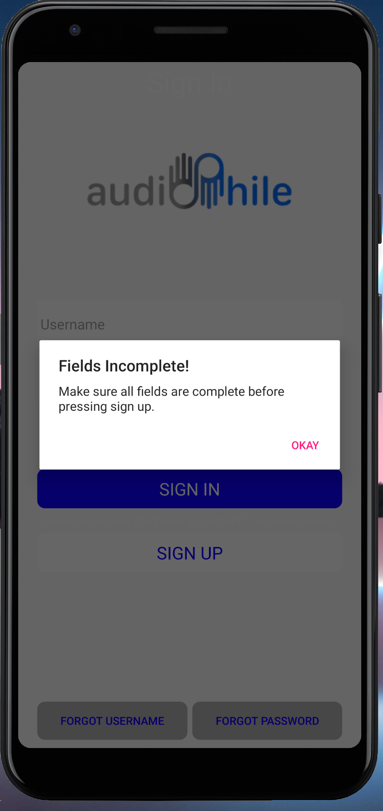 Sign In
audiophile
Username
Fields Incomplete!
Make sure all fields are complete before
pressing sign up.
OKAY
SIGN IN
SIGN UP
FORGOT USERNAME
FORGOT PASSWORD